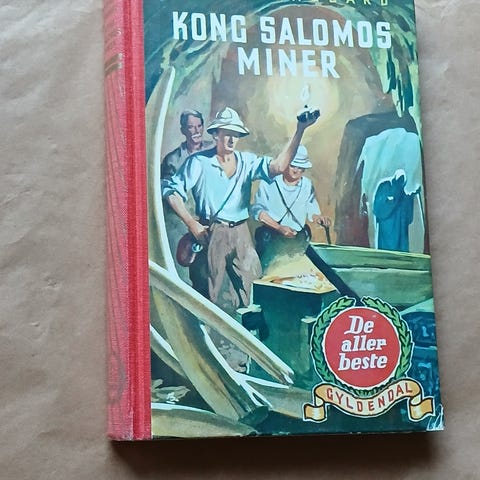 KONG SALOMOS
MINER
De
aller
beste
GYLDENDAL